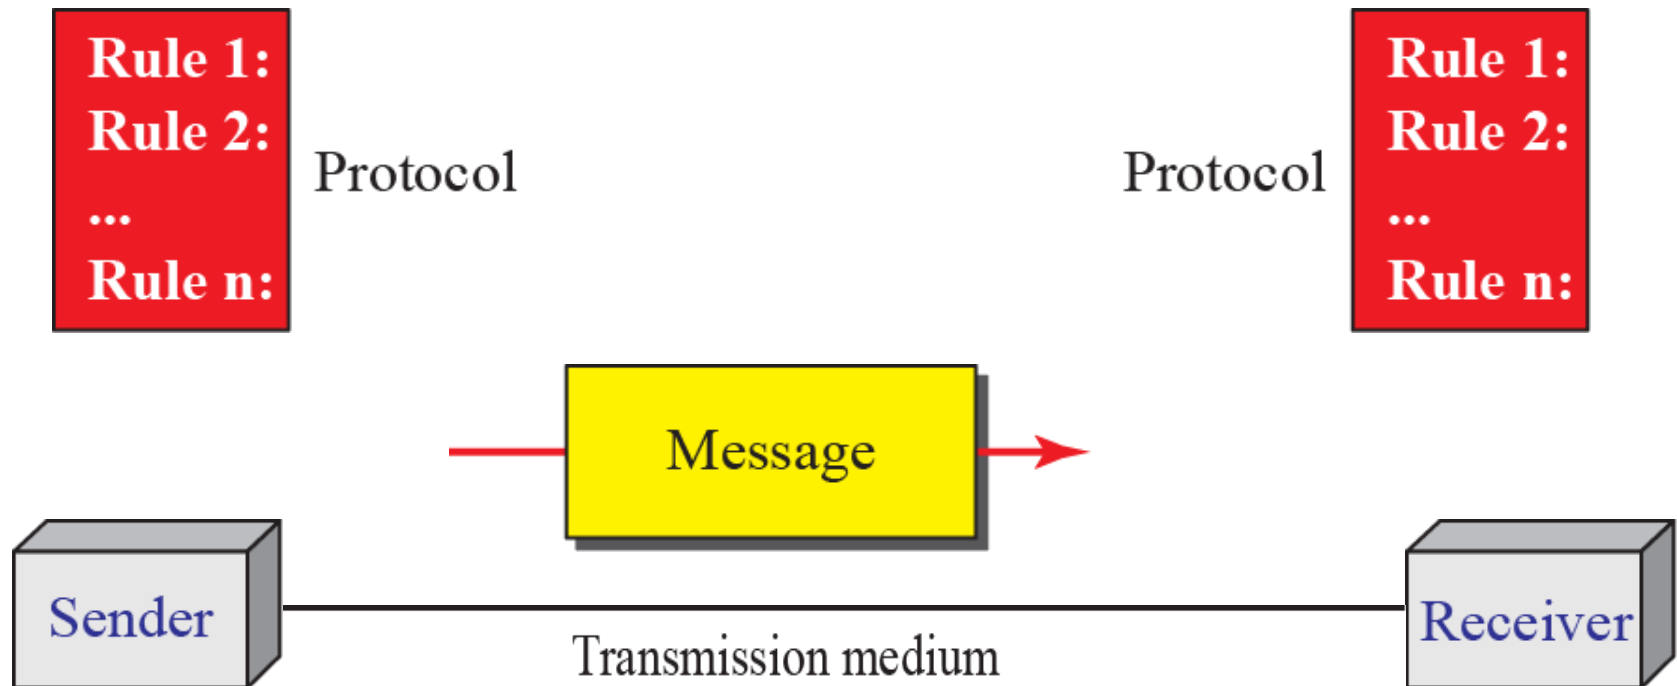 Rule 1:
Rule 2:
...
Rule n:
Protocol
Protocol
Rule 1:
Rule 2:
...
Rule n:
Message
Sender
Receiver
Transmission medium